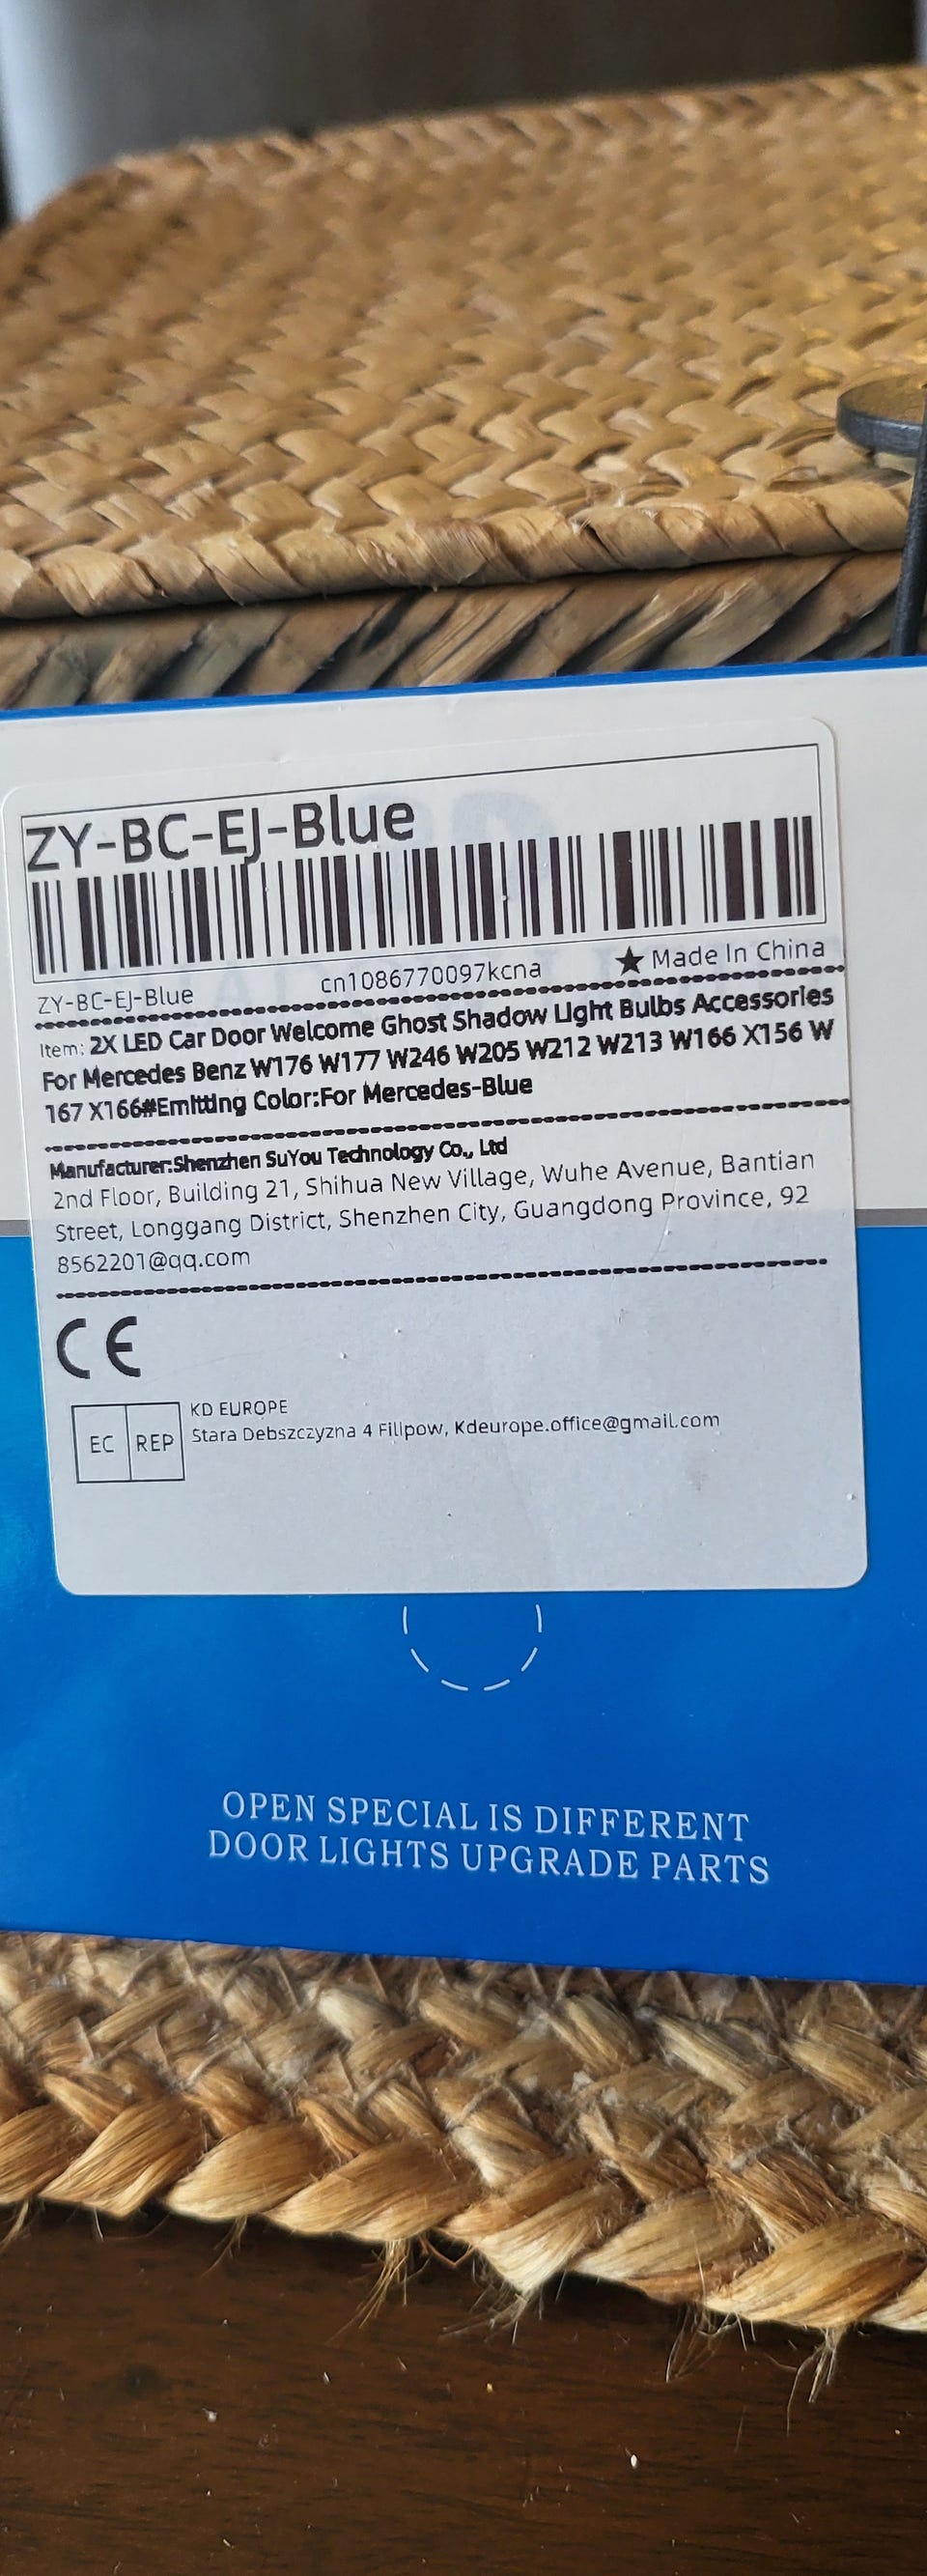 ZY-BC-EJ-Blue
ZY-BC-EJ-Blue cn1086770097kcna ★ Made In China
Item: 2X LED Car Door Welcome Ghost Shadow Light Bulbs Accessories
For Mercedes Benz W176 W177 W246 W205 W212 W213 W166 X156 W
167 X166#Emitting Color:For Mercedes-Blue
Manufacturer:Shenzhen SuYou Technology Co., Ltd
2nd Floor, Building 21, Shihua New Village, Wuhe Avenue, Bantian
Street, Longgang District, Shenzhen City, Guangdong Province, 92
8562201@qq.com
CE
EC REP
KD EUROPE
Stara Debszczyzna 4 Filipow, Kdeurope.office@gmail.com
OPEN SPECIAL IS DIFFERENT
DOOR LIGHTS UPGRADE PARTS